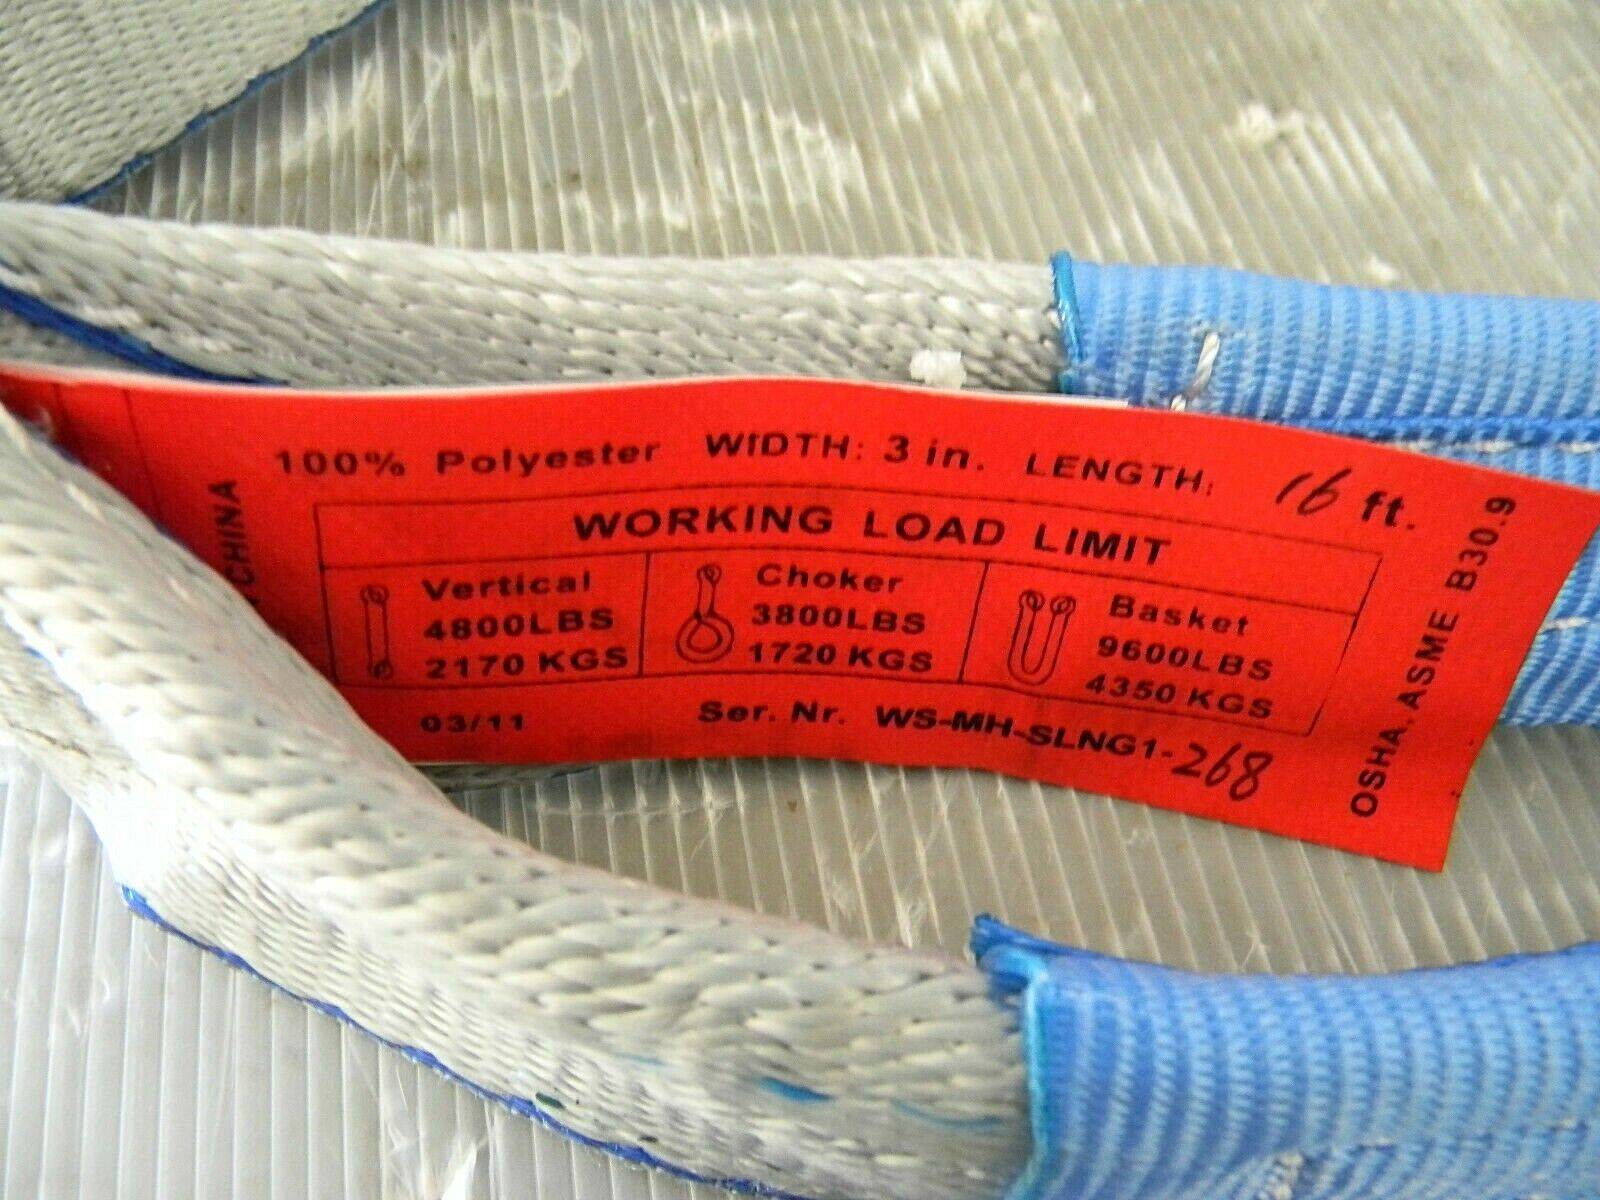 100% Polyester WIDTH: 3 in. LENGTH: 16 ft.
WORKING LOAD LIMIT
Vertical
4800LBS
2170 KGS
Choker
3800LBS
1720 KGS
Basket
9600LBS
4350 KGS
03/11 Ser. Nr. WS-MH-SLNG1-268
OSHA. ASME B30.9
CHINA